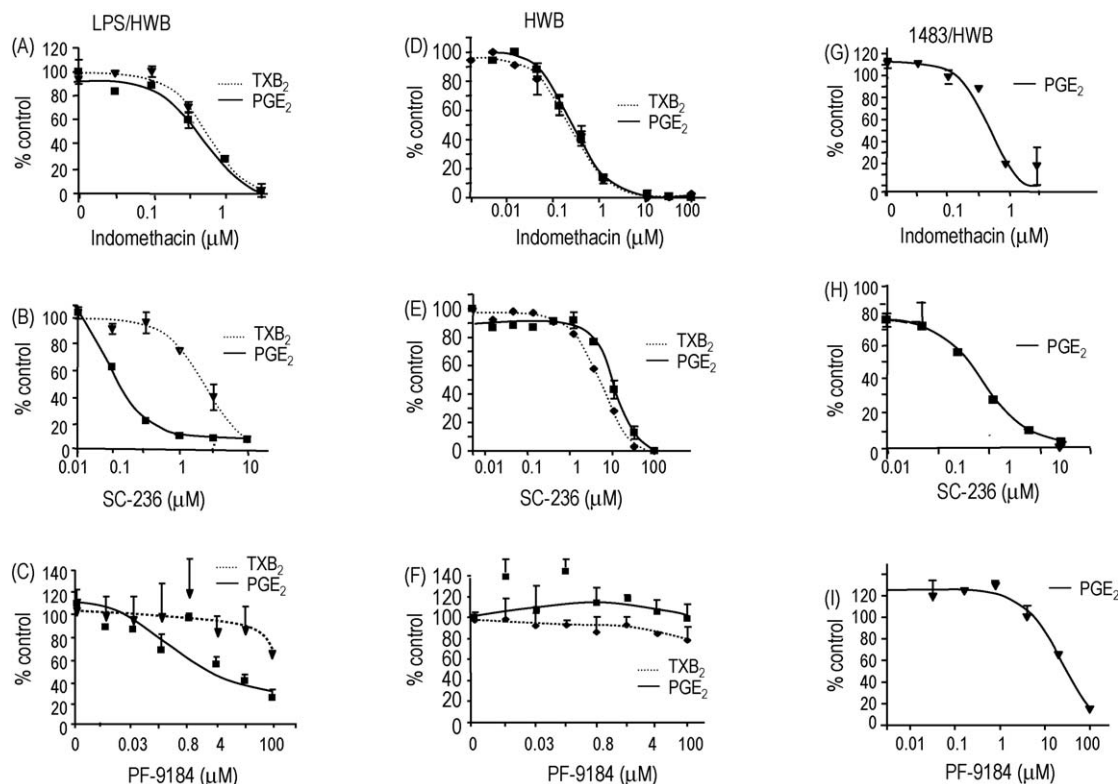 LPS/HWB
(A)
120
100
80
60
40
20
0
% control
TXB₂
PGE₂
0 0.1 1
Indomethacin (μM)
HWB
(D)
100
80
60
40
20
0
% control
TXB₂
PGE₂
0.01 0.1 1 100
Indomethacin (μM)
1483/HWB
(G)
120
100
80
60
40
120
0
% control
PGE₂
0 0.1 1
Indomethacin (μM)
(B)
100
80
60
40
20
0
% control
TXB₂
PGE₂
0.01 0.1 1 10
SC-236 (μM)
(E)
100
80
60
40
20
0
% control
TXB₂
PGE₂
0.01 0.1 1 10 100
SC-236 (μM)
(H)
80
60
40
120
0
% control
PGE₂
0.01 0.1 1 10
SC-236 (μM)
(C)
120
100
80
60
40
20
0
% control
TXB₂
PGE₂
0 0.03 0.8 4 100
PF-9184 (μM)
(F)
140
120
100
80
60
40
20
0
% control
TXB₂
PGE₂
0 0.03 0.8 4 100
PF-9184 (μM)
(I)
140
120
100
80
60
40
120
0
% control
PGE₂
0.01 0.1 1 10 100
PF-9184 (μM)